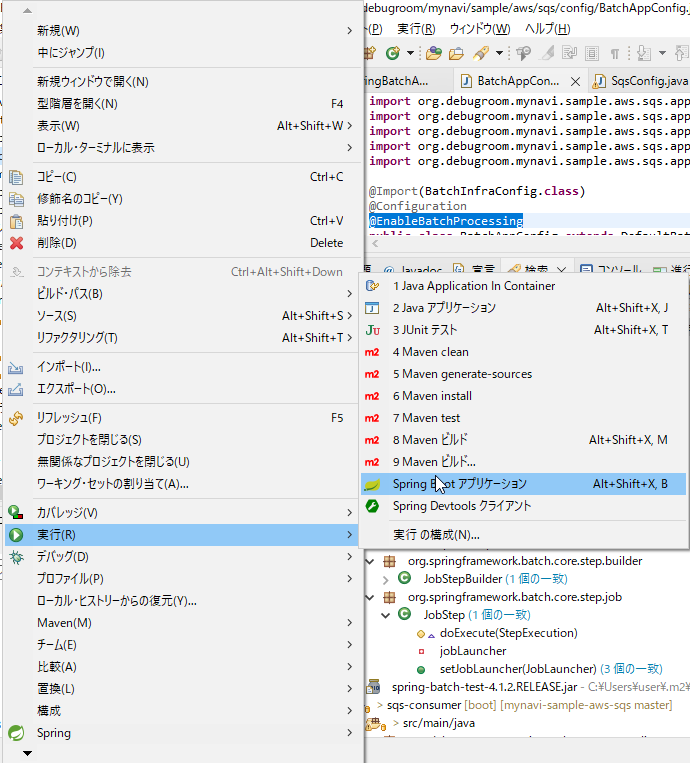 新規(W)
中にジャンプ(I)
新規ウィンドウで開く(N)
型階層を開く(N) F4
表示(W) Alt+Shift+W
ローカル・ターミナルに表示
コピー(C) Ctrl+C
修飾名のコピー(Y)
貼り付け(P) Ctrl+V
削除(D) Delete
コンテキストから除去 Ctrl+Alt+Shift+Down
ビルド・パス(B)
ソース(S) Alt+Shift+S
リファクタリング(T) Alt+Shift+T
インポート(I)...
エクスポート(O)...
リフレッシュ(F) F5
プロジェクトを閉じる(S)
無関係なプロジェクトを閉じる(U)
ワーキング・セットの割り当て(A)...
カバレッジ(V)
実行(R)
デバッグ(D)
プロファイル(P)
ローカル・ヒストリーからの復元(Y)...
Maven(M)
チーム(E)
比較(A)
置換(L)
構成
Spring
debugroom/mynavi/sample/aws/sqs/config/BatchAppConfig.
(P) 実行(R) ウィンドウ(W) ヘルプ(H)
ingBatchA... BatchAppCon... SqsConfig.java
import org.debugroom.mynavi.sample.aws.sqs.app
import org.debugroom.mynavi.sample.aws.sqs.app
import org.debugroom.mynavi.sample.aws.sqs.app
import org.debugroom.mynavi.sample.aws.sqs.app
import org.debugroom.mynavi.sample.aws.sqs.app
@Import(BatchInfraConfig.class)
@Configuration
@EnableBatchProcessing
public class BatchAppConfig extends DefaultBat
Javadoc 宣言 検索 コンソール 進行
1 Java Application In Container
2 Java アプリケーション Alt+Shift+X, J
3 JUnit テスト Alt+Shift+X, T
4 Maven clean
5 Maven generate-sources
6 Maven install
7 Maven test
8 Maven ビルド Alt+Shift+X, M
9 Maven ビルド...
Spring Boot アプリケーション Alt+Shift+X, B
Spring Devtools クライアント
実行 の構成(N)...
org.springframework.batch.core.step.builder
JobStepBuilder (1 個の一致)
org.springframework.batch.core.step.job
JobStep (1 個の一致)
doExecute(StepExecution)
jobLauncher
setJobLauncher(JobLauncher) (3 個の一致)
spring-batch-test-4.1.2.RELEASE.jar - C:¥Users¥user¥.m2¥
sqs-consumer [boot] [mynavi-sample-aws-sqs master]
src/main/java